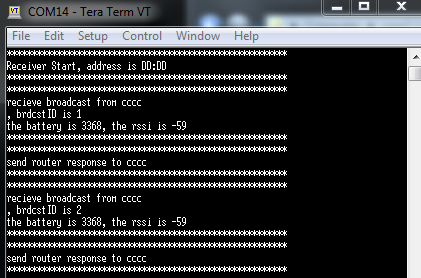 COM14 - Tera Term VT
File Edit Setup Control Window Help
************************************************************
Receiver Start, address is DD:DD
************************************************************
************************************************************
recieve broadcast from cccc
, brdcstID is 1
the battery is 3368, the rssi is -59
************************************************************
************************************************************
send router response to cccc
************************************************************
************************************************************
recieve broadcast from cccc
, brdcstID is 2
the battery is 3368, the rssi is -59
************************************************************
************************************************************
send router response to cccc
************************************************************